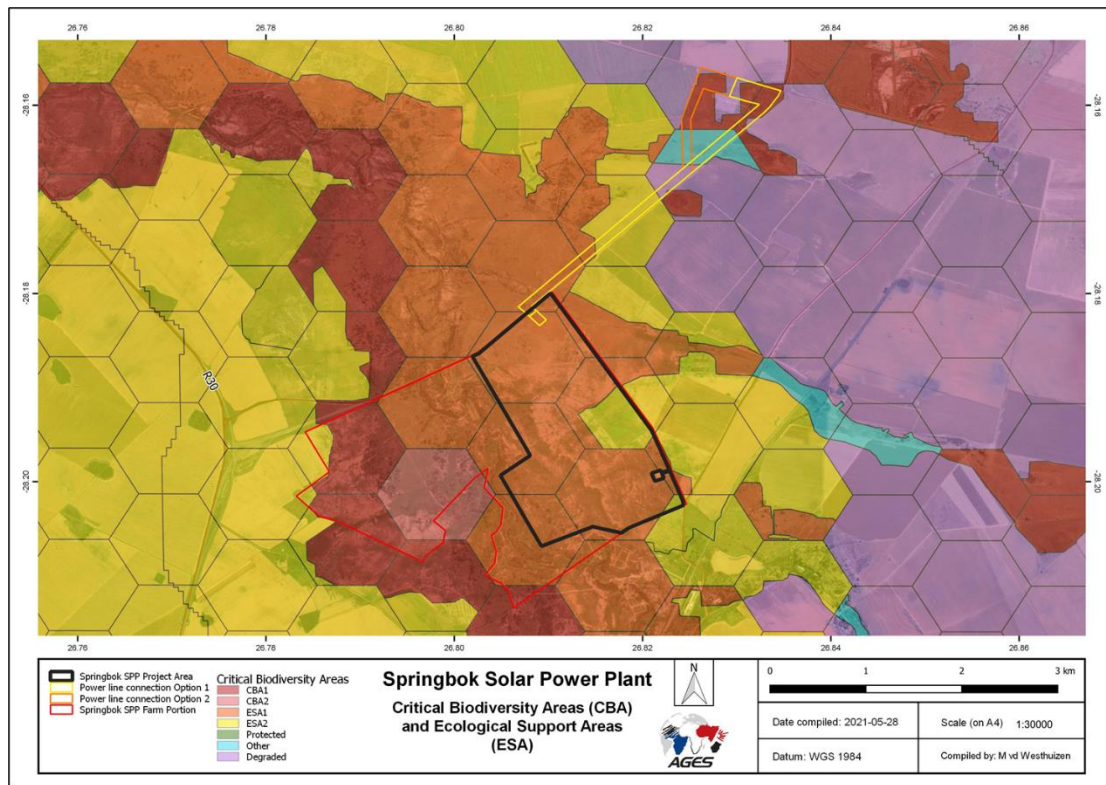 26.76 26.78 26.80 26.82 26.84 26.86
-28.16 -28.16
-28.18 -28.18
R30
-28.20 -28.20
26.76 26.78 26.80 26.82 26.84 26.86
Springbok SPP Project Area
Power line connection Option 1
Power line connection Option 2
Springbok SPP Farm Portion
Critical Biodiversity Areas
CBA1
CBA2
ESA1
ESA2
Protected
Other
Degraded
Springbok Solar Power Plant
Critical Biodiversity Areas (CBA)
and Ecological Support Areas
(ESA)
N
AGES
0 1 2 3 km
Date compiled: 2021-05-28
Scale (on A4) 1:30000
Datum: WGS 1984
Compiled by: M vd Westhuizen